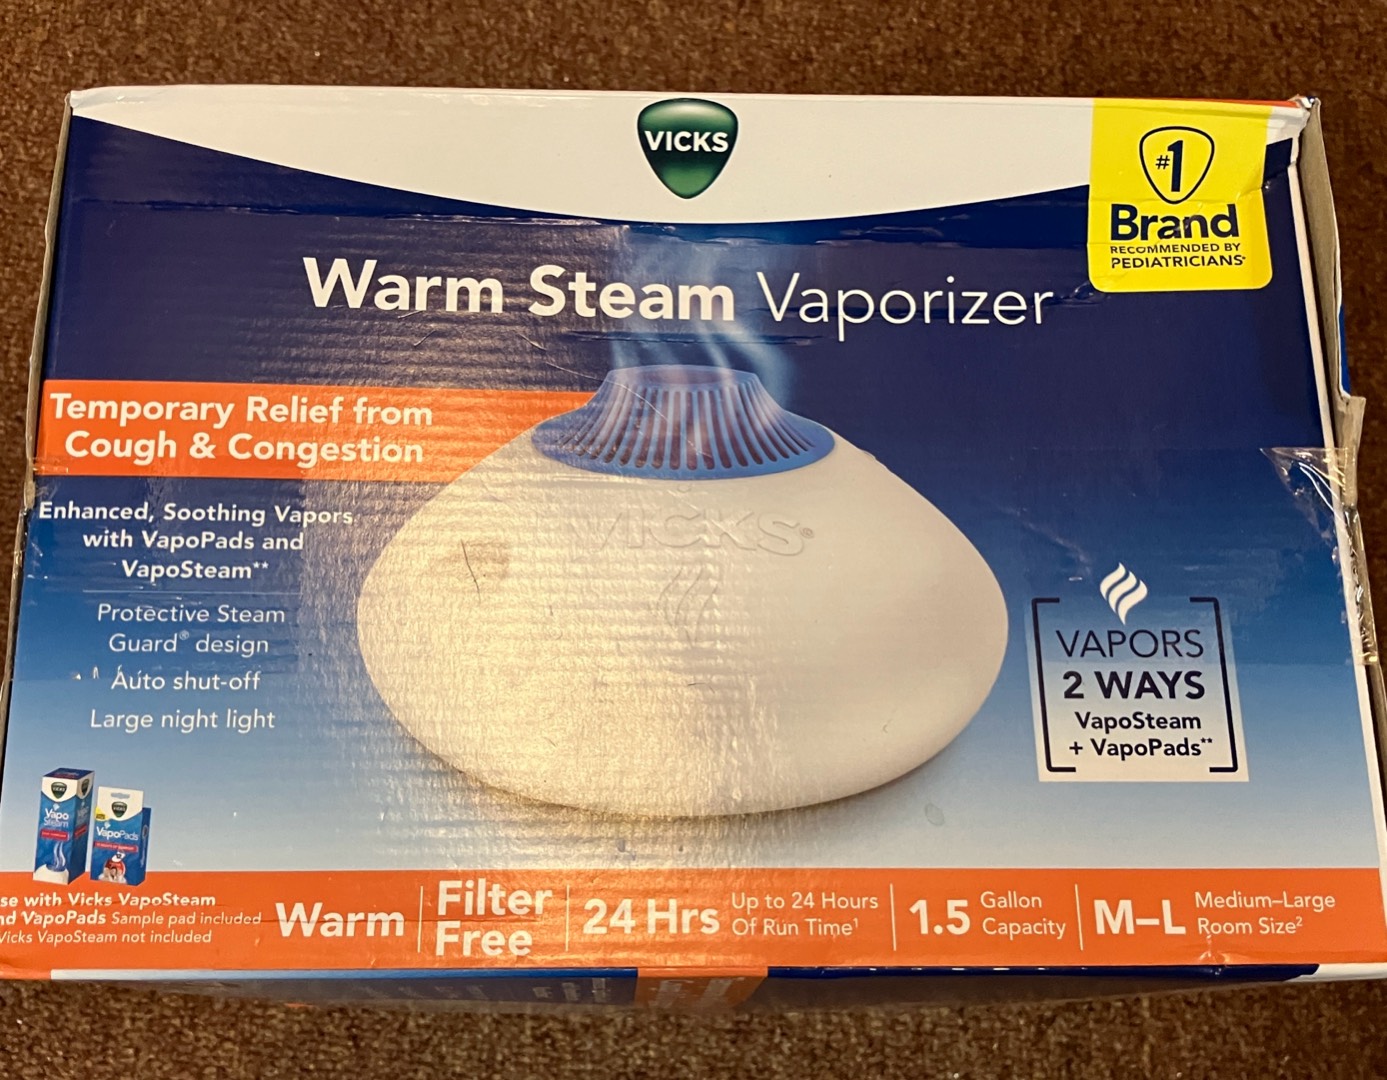 VICKS
#1
Brand
RECOMMENDED BY
PEDIATRICIANS*
Warm Steam Vaporizer
Temporary Relief from
Cough & Congestion
Enhanced, Soothing Vapors
with VapoPads and
VapoSteam**
Protective Steam
Guard® design
Auto shut-off
Large night light
VICKS®
VAPORS
2 WAYS
VapoSteam
+ VapoPads**
Vapo
Steam
VapoPads
se with Vicks VapoSteam
nd VapoPads Sample pad included
Vicks VapoSteam not included
Warm
Filter
Free
24 Hrs
Up to 24 Hours
Of Run Time¹
1.5
Gallon
Capacity
M–L
Medium–Large
Room Size²